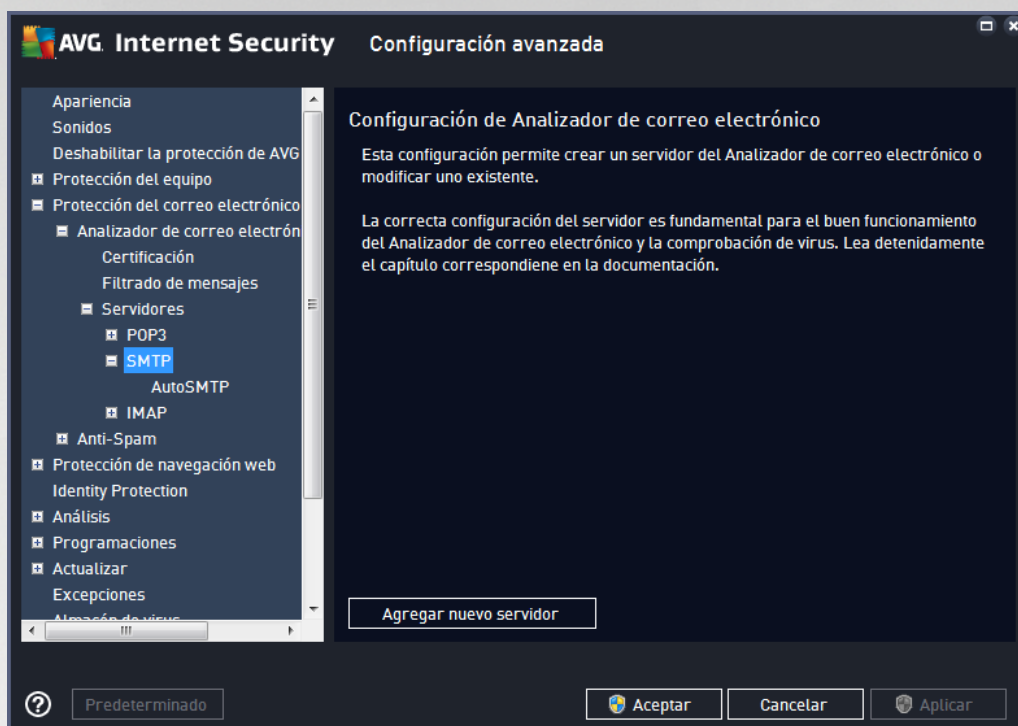 AVG. Internet Security Configuración avanzada
Apariencia
Sonidos
Deshabilitar la protección de AVG
Protección del equipo
Protección del correo electrónico
Analizador de correo electrón
Certificación
Filtrado de mensajes
Servidores
POP3
SMTP
AutoSMTP
IMAP
Anti-Spam
Protección de navegación web
Identity Protection
Análisis
Programaciones
Actualizar
Excepciones
Almacén de virus
Configuración de Analizador de correo electrónico
Esta configuración permite crear un servidor del Analizador de correo electrónico o
modificar uno existente.
La correcta configuración del servidor es fundamental para el buen funcionamiento
del Analizador de correo electrónico y la comprobación de virus. Lea detenidamente
el capítulo correspondiene en la documentación.
Agregar nuevo servidor
Predeterminado
Aceptar
Cancelar
Aplicar